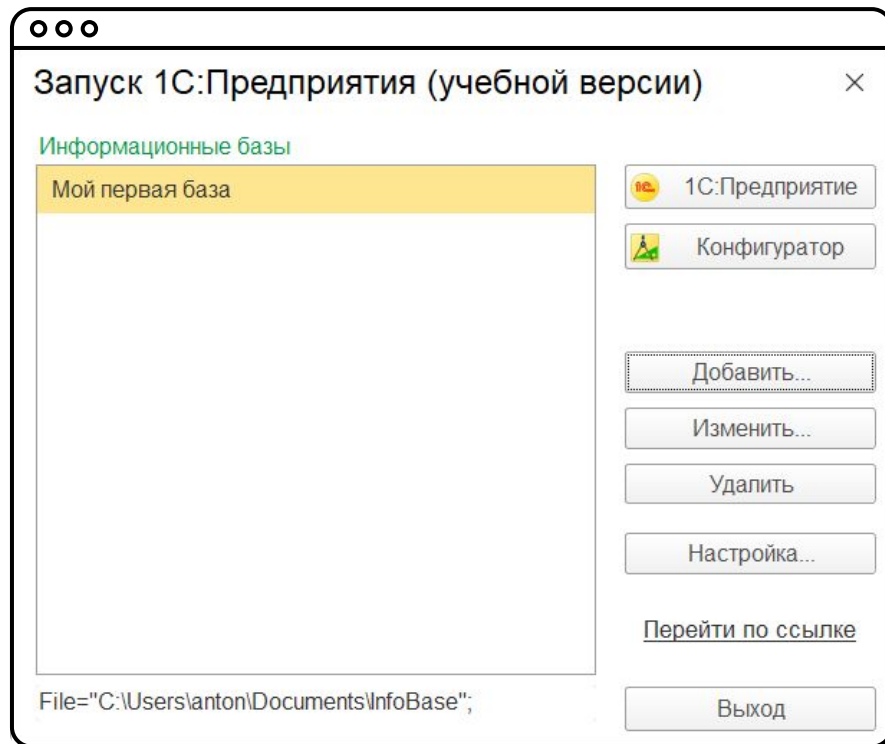 Запуск 1С:Предприятия (учебной версии)
Информационные базы
Мой первая база
1С:Предприятие
Конфигуратор
Добавить...
Изменить...
Удалить
Настройка...
Перейти по ссылке
File="C:\Users\anton\Documents\InfoBase";
Выход